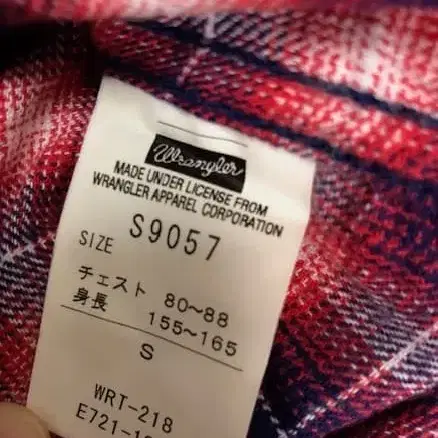 Wrangler
MADE UNDER LICENSE FROM
WRANGLER APPAREL CORPORATION
S9057
SIZE
チェスト 80~88
身長 155~165
S
WRT-218